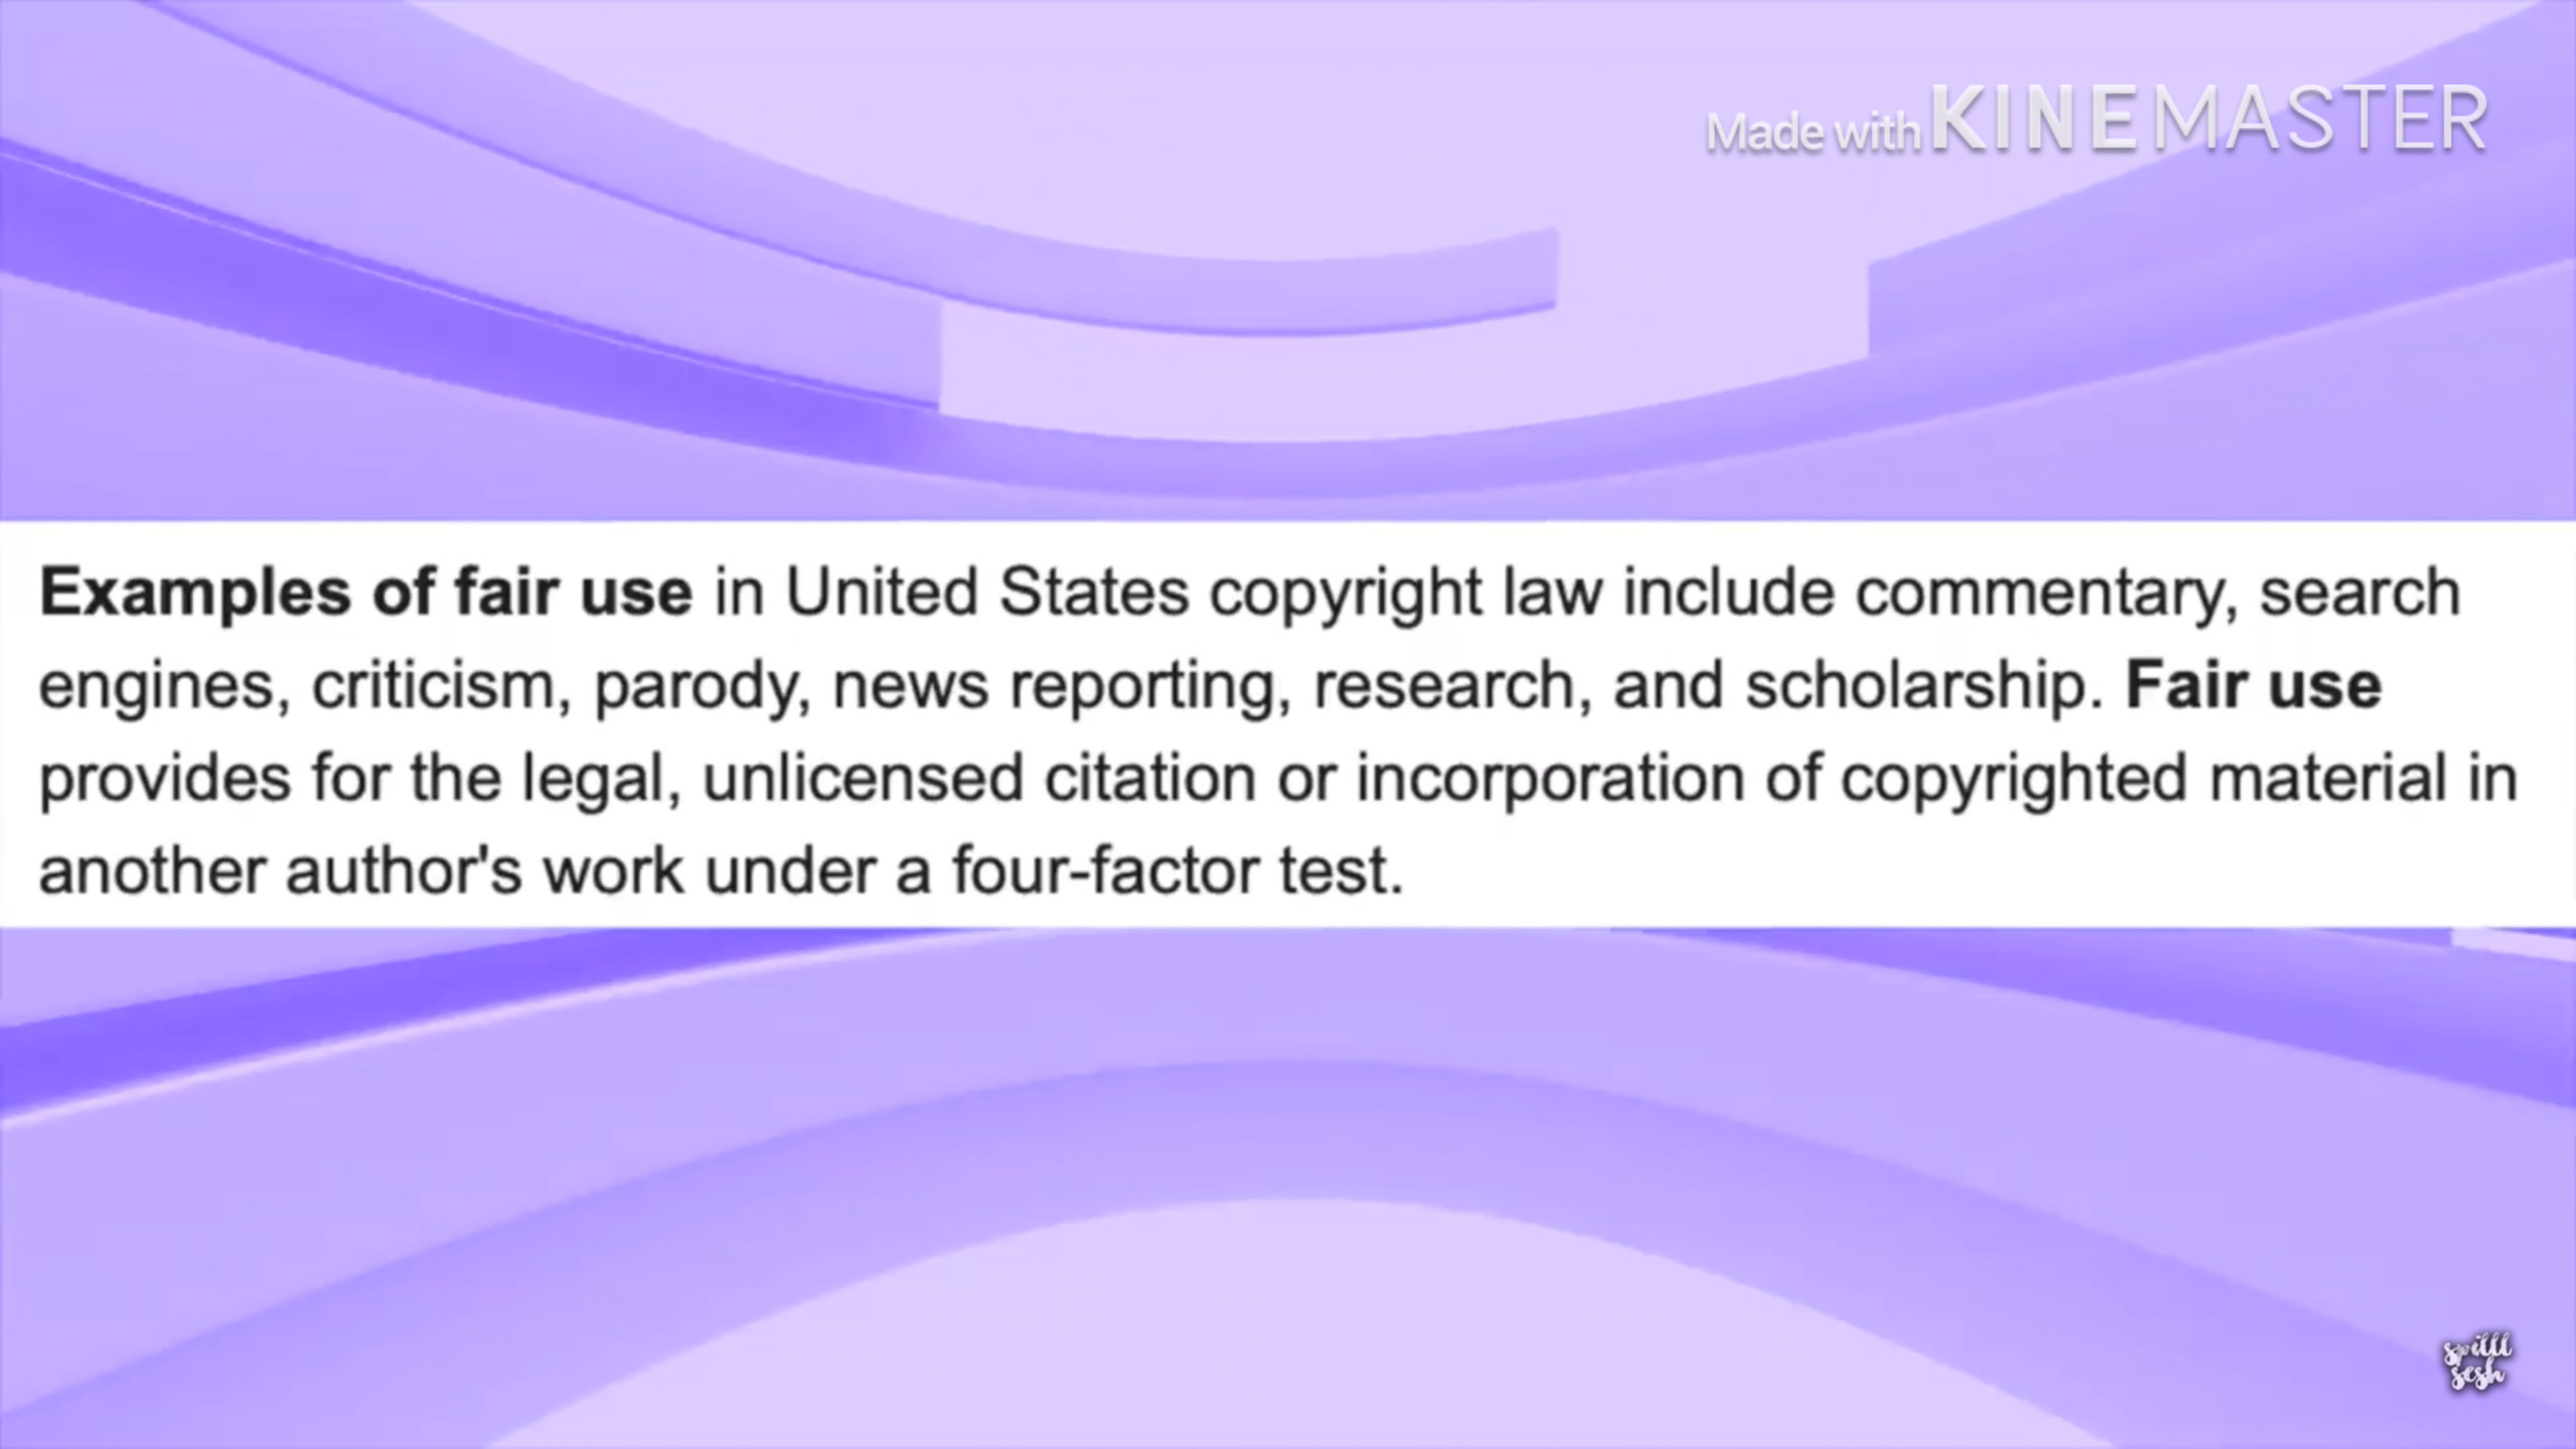 Made with KINEMASTER
Examples of fair use in United States copyright law include commentary, search
engines, criticism, parody, news reporting, research, and scholarship. Fair use
provides for the legal, unlicensed citation or incorporation of copyrighted material in
another author's work under a four-factor test.
spilll
sesh